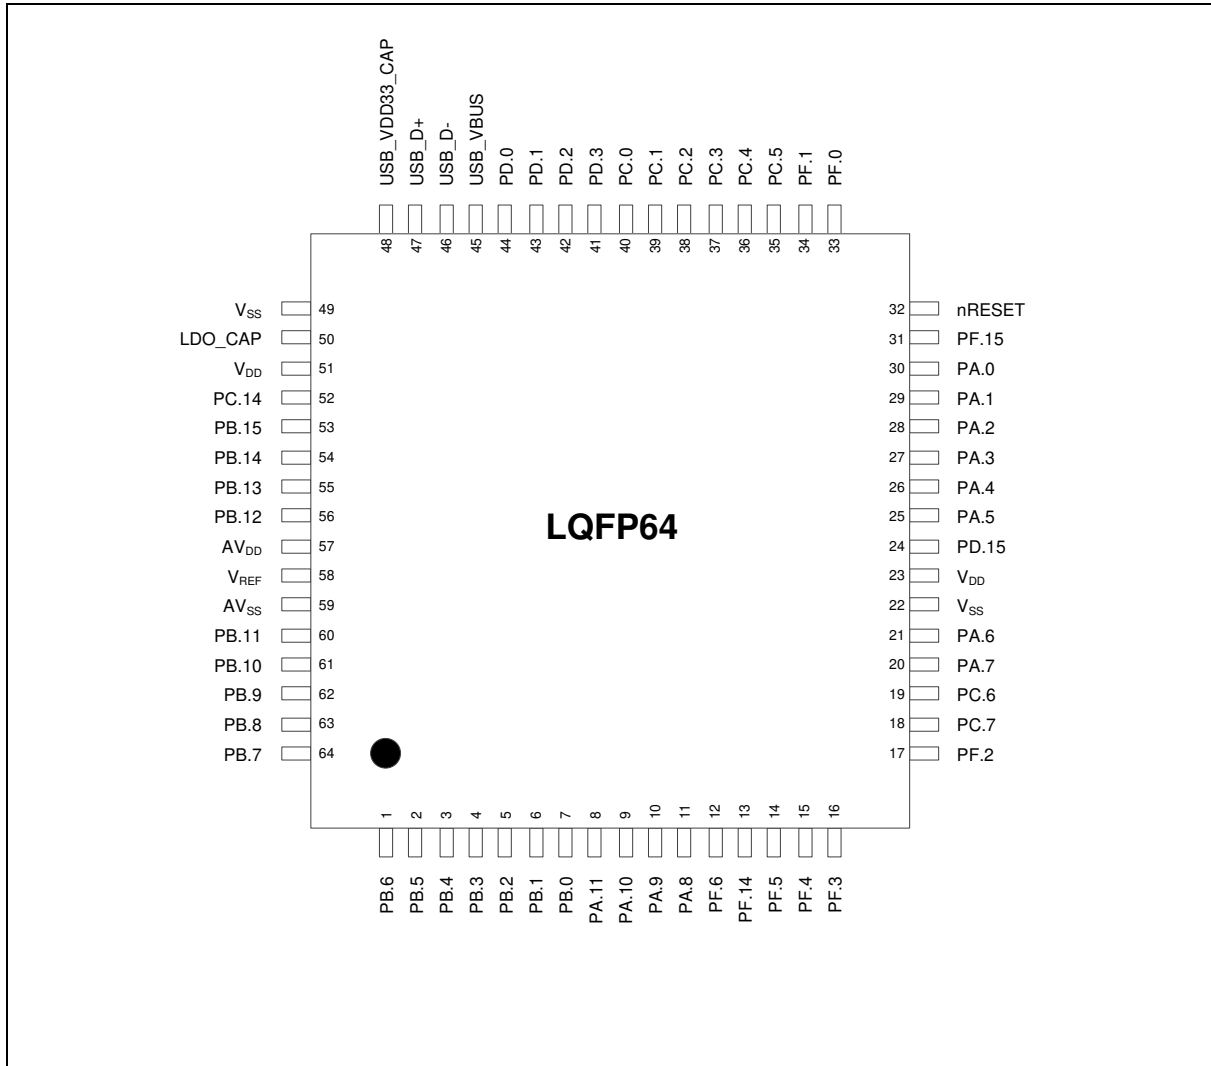 USB_VDD33_CAP
USB_D+
USB_D-
USB_VBUS
PD.0
PD.1
PD.2
PD.3
PC.0
PC.1
PC.2
PC.3
PC.4
PC.5
PF.1
PF.0
48 47 46 45 44 43 42 41 40 39 38 37 36 35 34 33
VSS 49 32 nRESET
LDO_CAP 50 31 PF.15
VDD 51 30 PA.0
PC.14 52 29 PA.1
PB.15 53 28 PA.2
PB.14 54 27 PA.3
PB.13 55 26 PA.4
PB.12 56 25 PA.5
LQFP64
AVDD 57 24 PD.15
VREF 58 23 VDD
AVSS 59 22 VSS
PB.11 60 21 PA.6
PB.10 61 20 PA.7
PB.9 62 19 PC.6
PB.8 63 18 PC.7
PB.7 64 17 PF.2
1 2 3 4 5 6 7 8 9 10 11 12 13 14 15 16
PB.6
PB.5
PB.4
PB.3
PB.2
PB.1
PB.0
PA.11
PA.10
PA.9
PA.8
PF.6
PF.14
PF.5
PF.4
PF.3